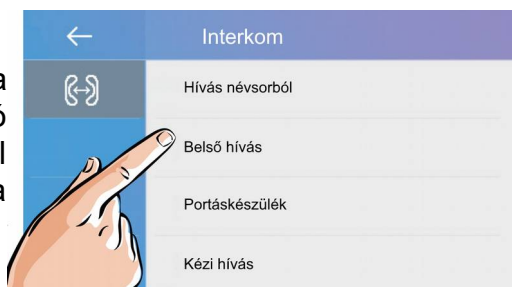 Interkom
Hívás névsorból
Belső hívás
Portáskészülék
Kézi hívás